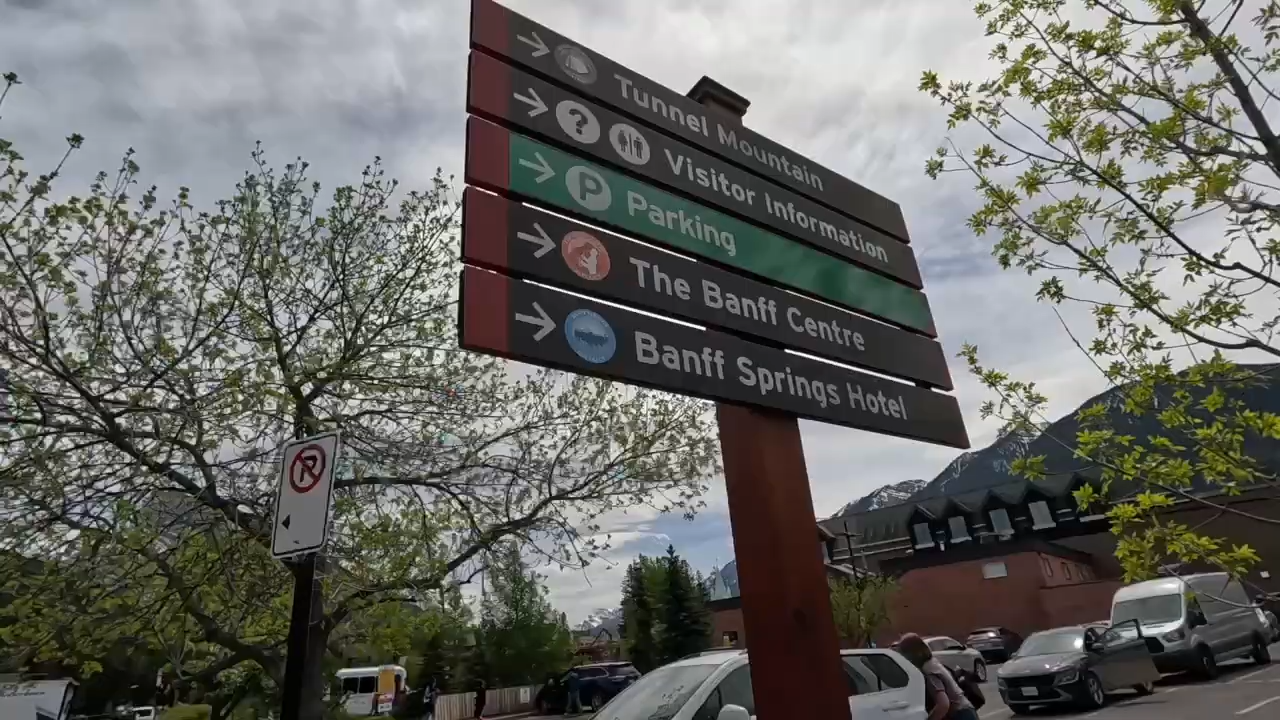 Tunnel Mountain
? Visitor Information
P Parking
The Banff Centre
Banff Springs Hotel
P